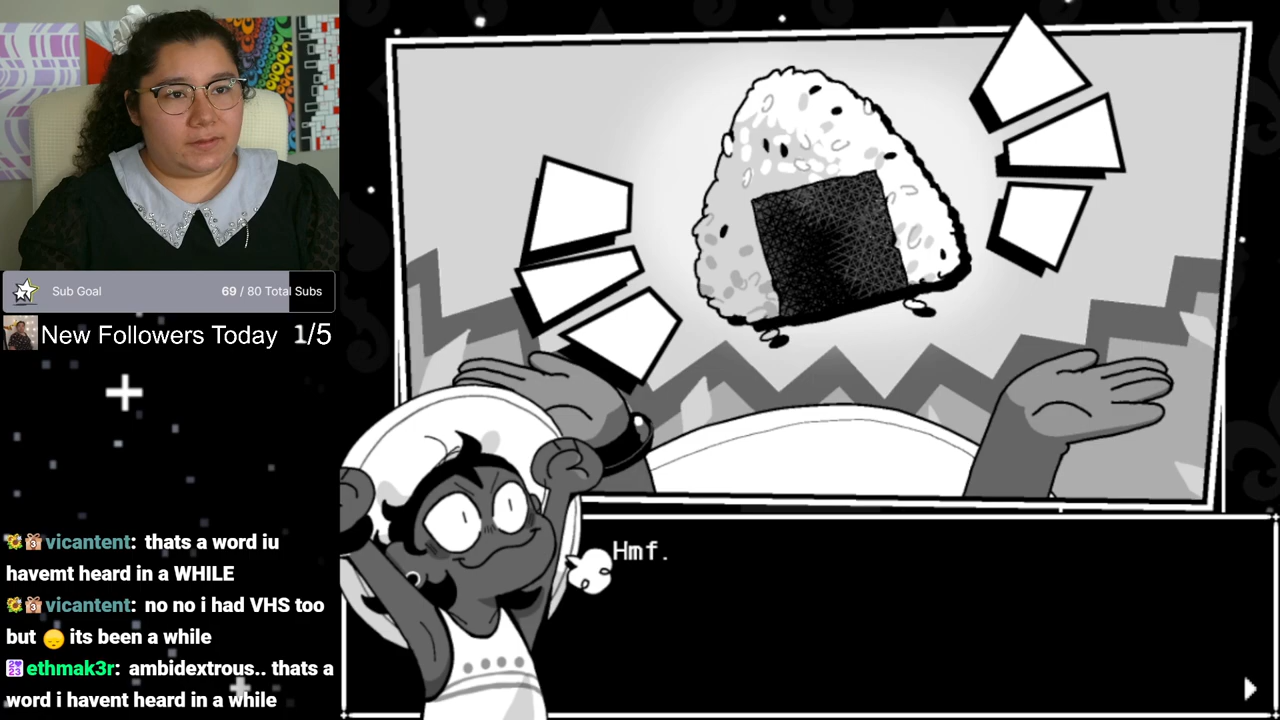 Sub Goal
69 / 80 Total Subs
New Followers Today 1/5
vicantent: thats a word iu
havemt heard in a WHILE
vicantent: no no i had VHS too
but 😔 its been a while
ethmak3r: ambidextrous.. thats a
word i havent heard in a while
Hmf.